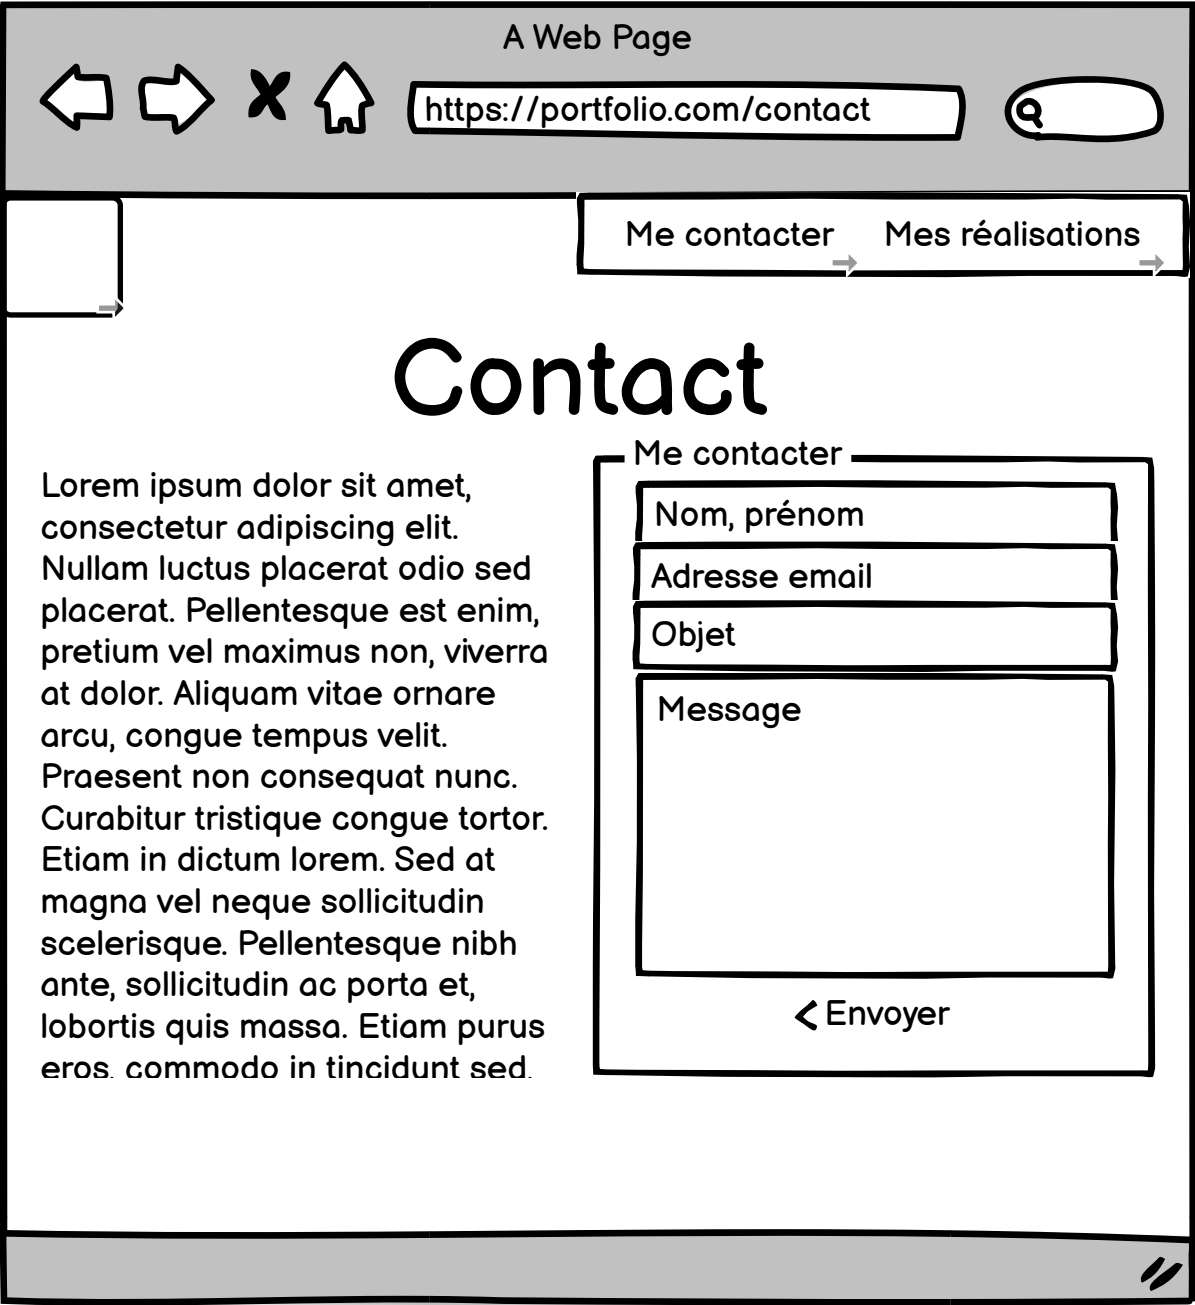 A Web Page
https://portfolio.com/contact
Me contacter Mes réalisations
Contact
Lorem ipsum dolor sit amet,
consectetur adipiscing elit.
Nullam luctus placerat odio sed
placerat. Pellentesque est enim,
pretium vel maximus non, viverra
at dolor. Aliquam vitae ornare
arcu, congue tempus velit.
Praesent non consequat nunc.
Curabitur tristique congue tortor.
Etiam in dictum lorem. Sed at
magna vel neque sollicitudin
scelerisque. Pellentesque nibh
ante, sollicitudin ac porta et,
lobortis quis massa. Etiam purus
eros, commodo in tincidunt sed,
Me contacter
Nom, prénom
Adresse email
Objet
Message
Envoyer